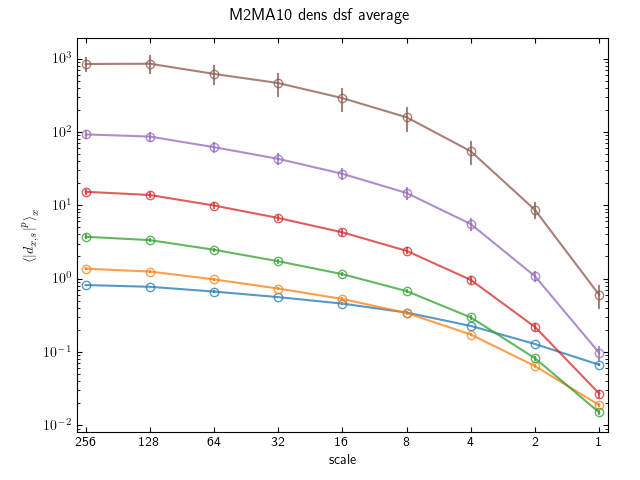 M2MA10 dens dsf average
⟨|d_{x,s}|^p⟩_x
10^3
10^2
10^1
10^0
10^{-1}
10^{-2}
256 128 64 32 16 8 4 2 1
scale